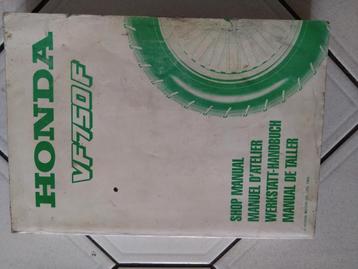 HONDA
VF750F
SHOP MANUAL
MANUEL D'ATELIER
WERKSTATT-HANDBUCH
MANUAL DE TALLER